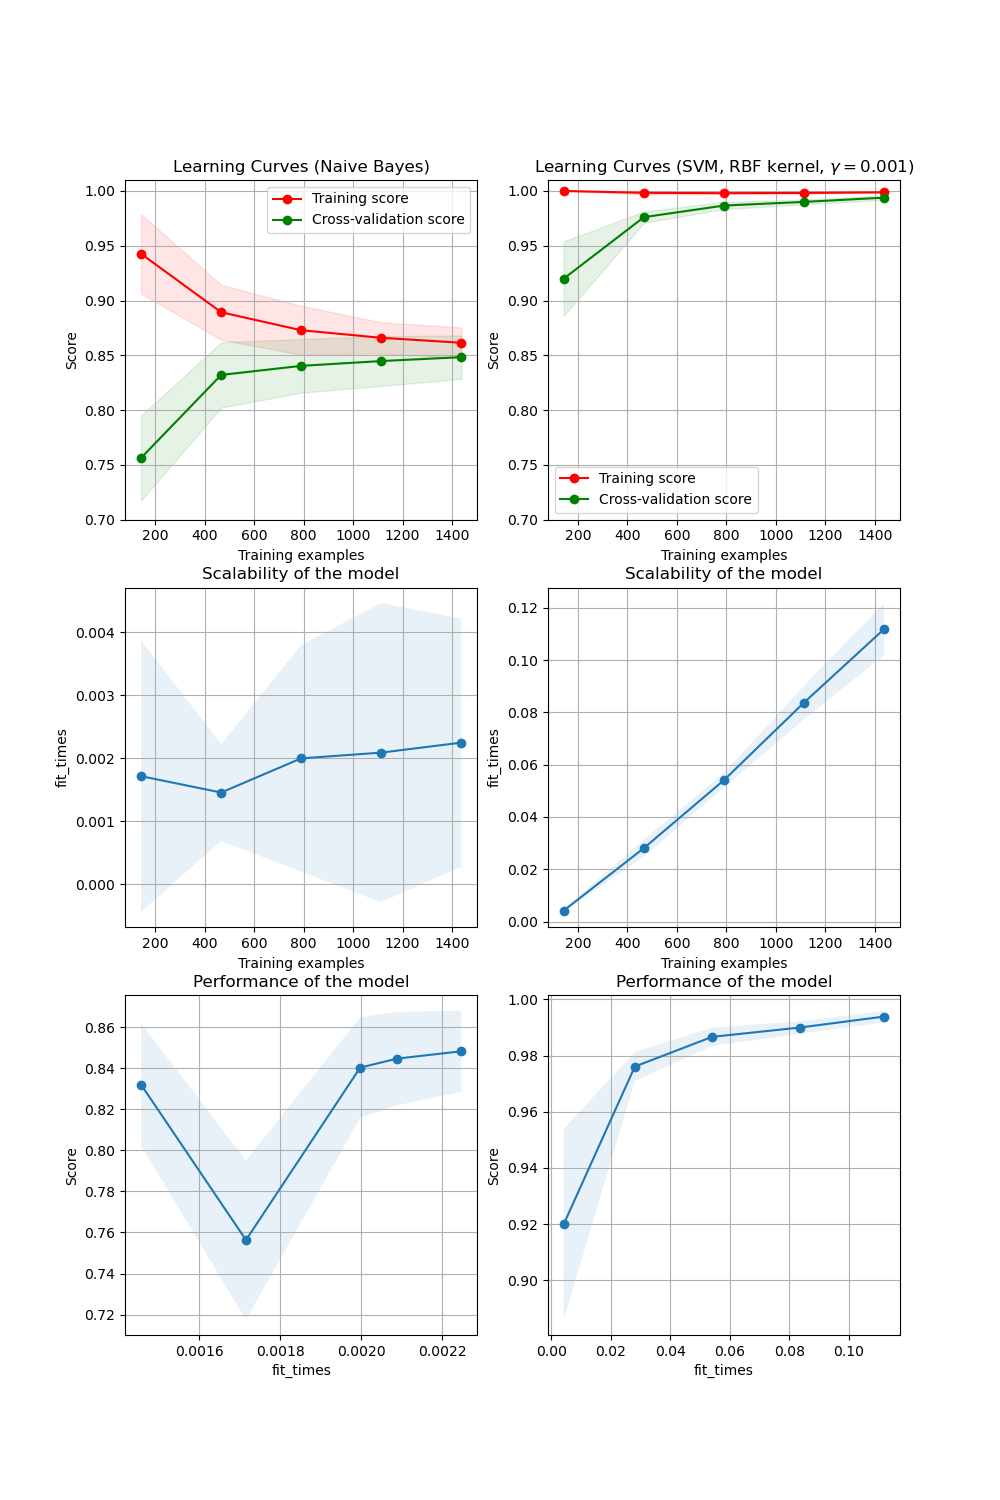 Learning Curves (Naive Bayes)
1.00
0.95
0.90
0.85
0.80
0.75
0.70
Score
Training score
Cross-validation score
200 400 600 800 1000 1200 1400
Training examples
Learning Curves (SVM, RBF kernel, γ = 0.001)
1.00
0.95
0.90
0.85
0.80
0.75
0.70
Score
Training score
Cross-validation score
200 400 600 800 1000 1200 1400
Training examples
Scalability of the model
0.004
0.003
0.002
0.001
0.000
fit_times
200 400 600 800 1000 1200 1400
Training examples
Scalability of the model
0.12
0.10
0.08
0.06
0.04
0.02
0.00
fit_times
200 400 600 800 1000 1200 1400
Training examples
Performance of the model
0.86
0.84
0.82
0.80
0.78
0.76
0.74
0.72
Score
0.0016 0.0018 0.0020 0.0022
fit_times
Performance of the model
1.00
0.98
0.96
0.94
0.92
0.90
Score
0.00 0.02 0.04 0.06 0.08 0.10
fit_times